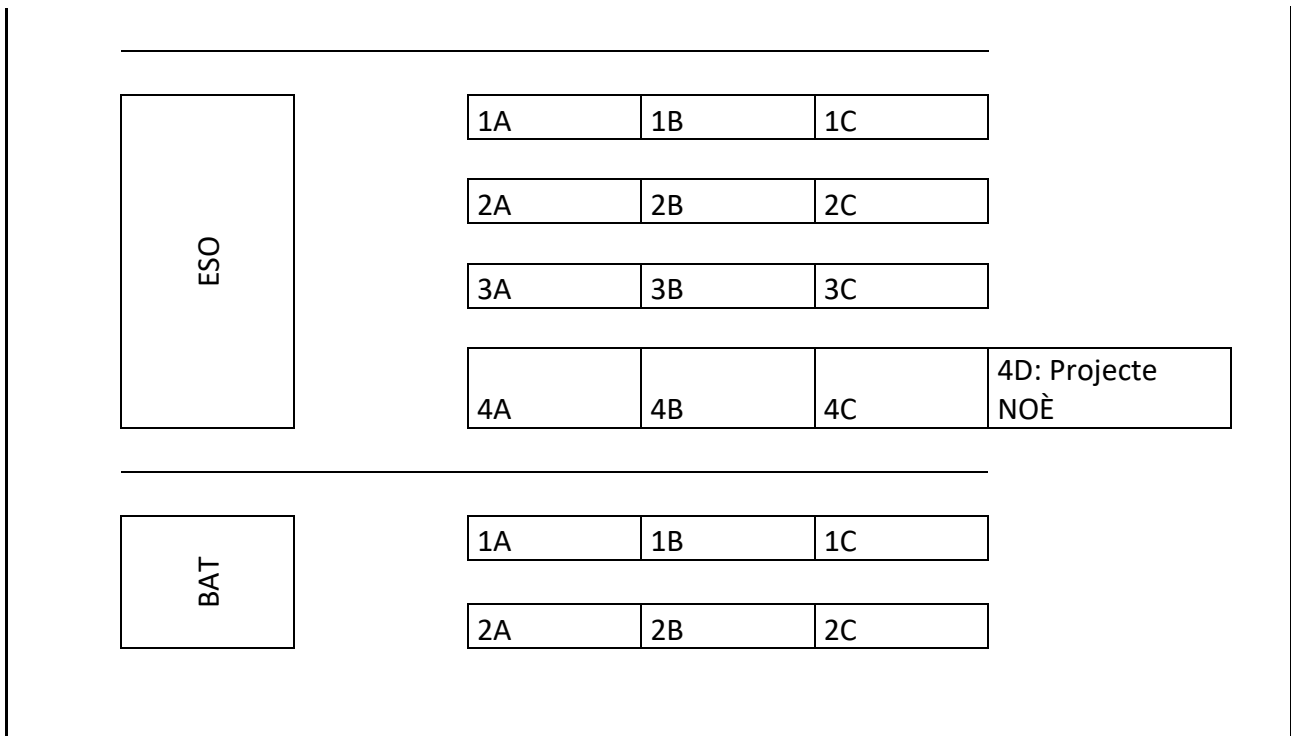 ESO
1A 1B 1C
2A 2B 2C
3A 3B 3C
4A 4B 4C 4D: Projecte
NOÈ
BAT
1A 1B 1C
2A 2B 2C